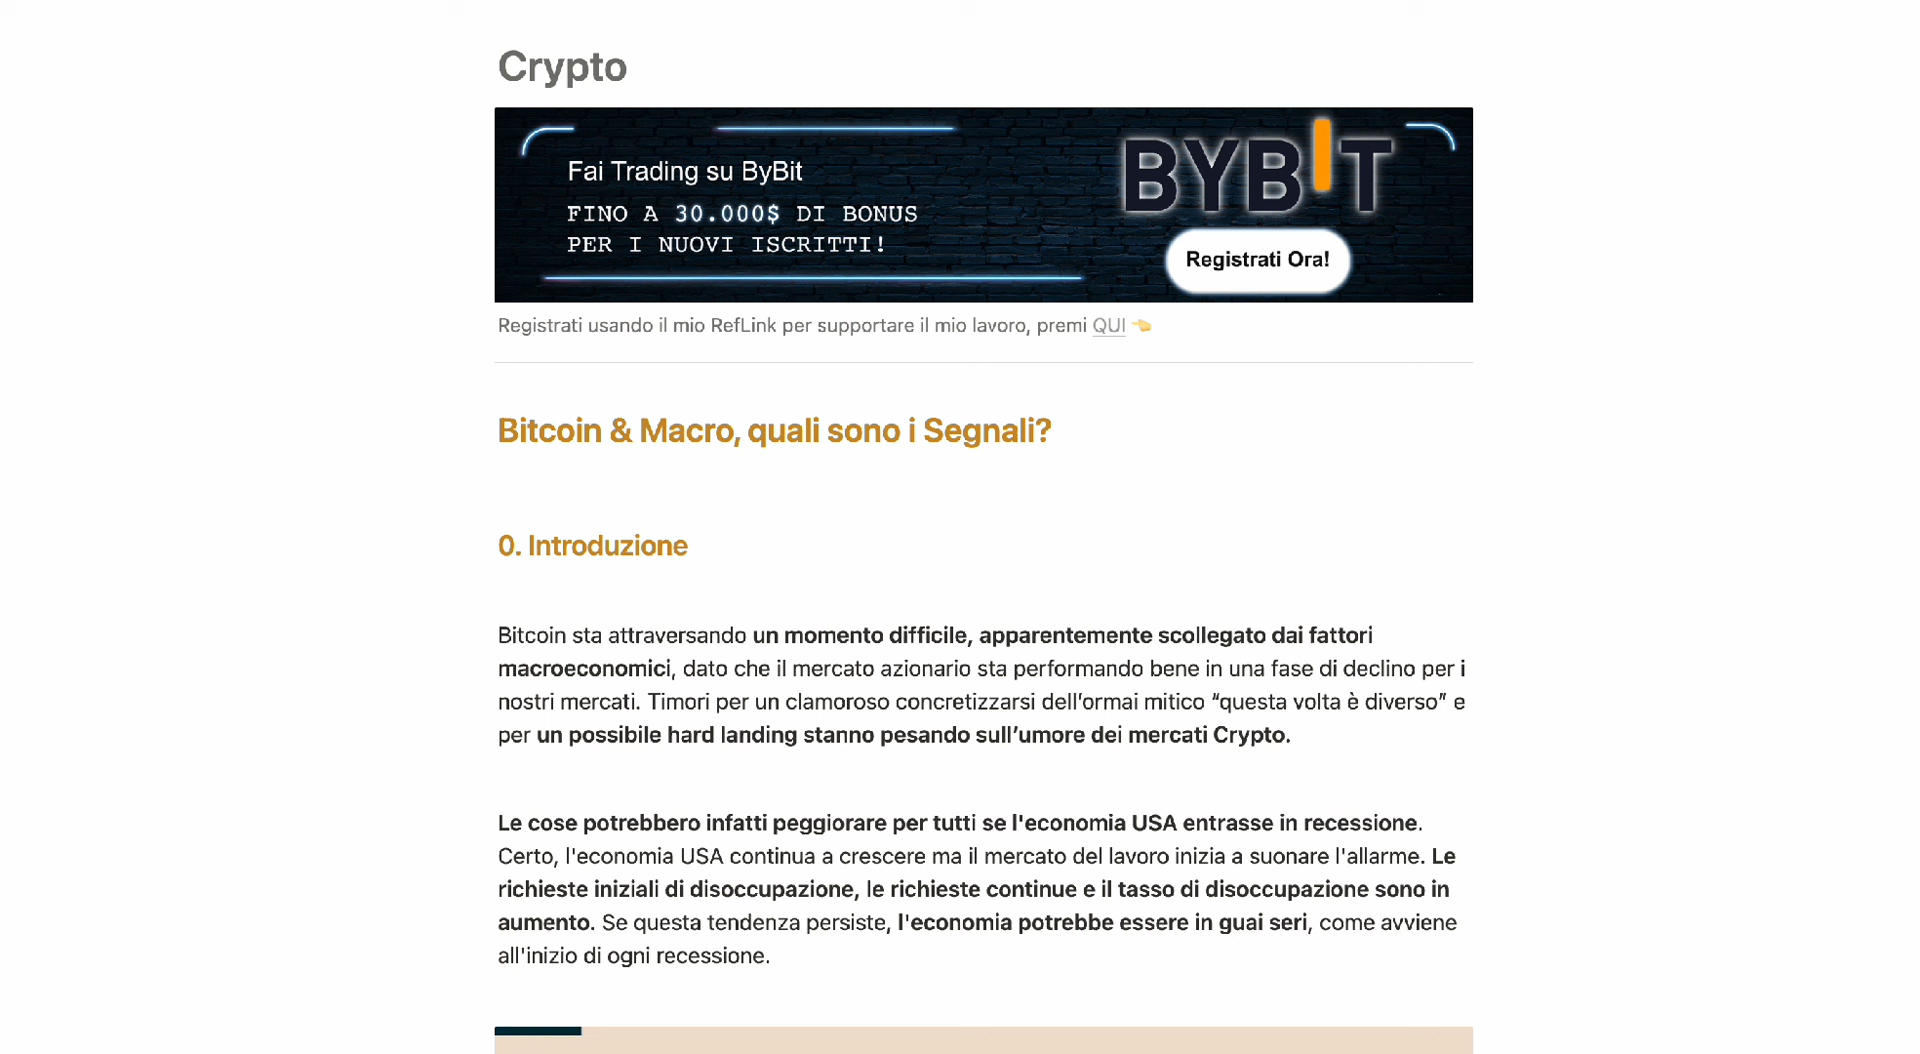 Crypto
Fai Trading su ByBit
FINO A 30.000$ DI BONUS
PER I NUOVI ISCRITTI!
BYBIT
Registrati Ora!
Registrati usando il mio RefLink per supportare il mio lavoro, premi QUI 👈
Bitcoin & Macro, quali sono i Segnali?
0. Introduzione
Bitcoin sta attraversando un momento difficile, apparentemente scollegato dai fattori
macroeconomici, dato che il mercato azionario sta performando bene in una fase di declino per i
nostri mercati. Timori per un clamoroso concretizzarsi dell’ormai mitico “questa volta è diverso” e
per un possibile hard landing stanno pesando sull’umore dei mercati Crypto.
Le cose potrebbero infatti peggiorare per tutti se l'economia USA entrasse in recessione.
Certo, l'economia USA continua a crescere ma il mercato del lavoro inizia a suonare l'allarme. Le
richieste iniziali di disoccupazione, le richieste continue e il tasso di disoccupazione sono in
aumento. Se questa tendenza persiste, l'economia potrebbe essere in guai seri, come avviene
all'inizio di ogni recessione.